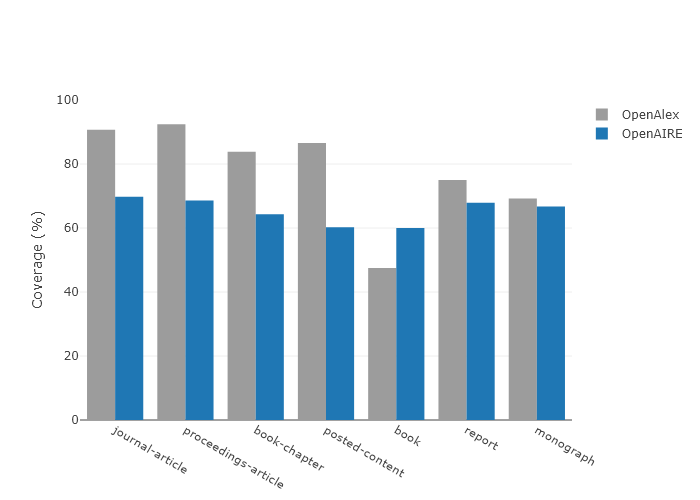 100
80
60
40
20
0
Coverage (%)
journal-article
proceedings-article
book-chapter
posted-content
book
report
monograph
OpenAlex
OpenAIRE